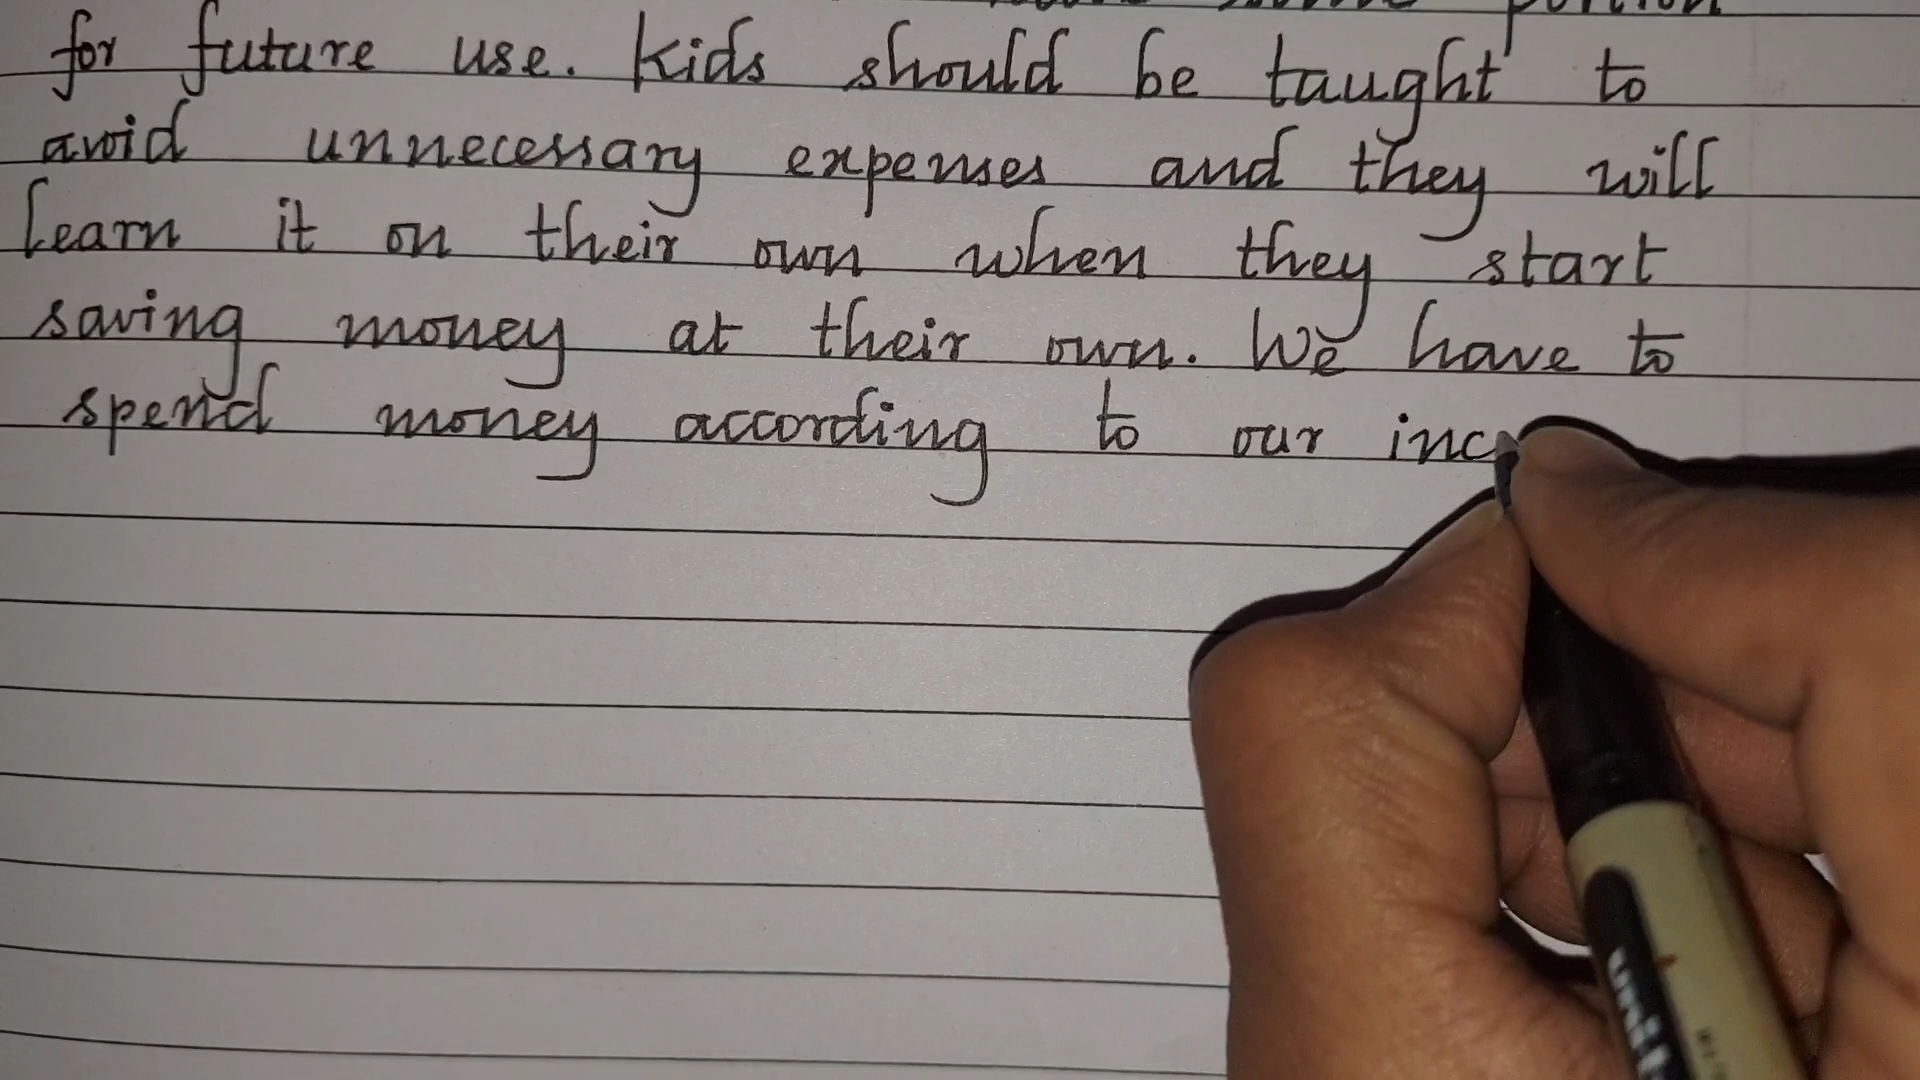 portion
for future use. Kids should be taught to
avoid unnecessary expenses and they will
learn it on their own when they start
saving money at their own. We have to
spend money according to our inc